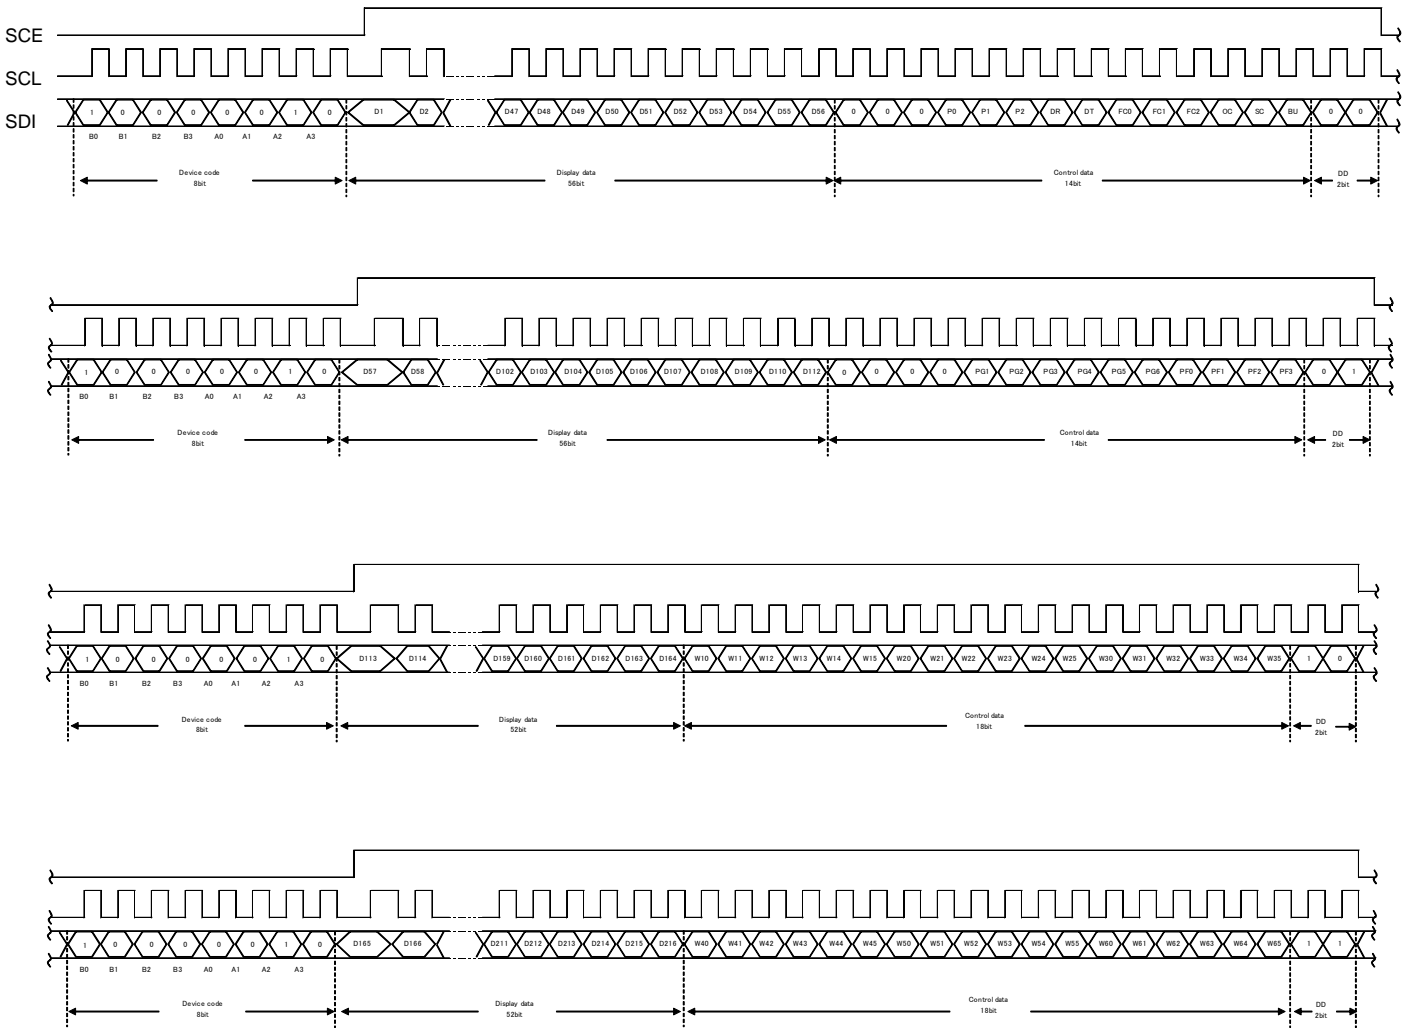 SCE
SCL
SDI 1 0 0 0 0 0 1 0 D1 D2 D47 D48 D49 D50 D51 D52 D53 D54 D55 D56 0 0 0 P0 P1 P2 DR DT FC0 FC1 FC2 OC SC BU 0 0
B0 B1 B2 B3 A0 A1 A2 A3
Device code Display data Control data DD
8bit 56bit 14bit 2bit
1 0 0 0 0 0 1 0 D57 D58 D102 D103 D104 D105 D106 D107 D108 D109 D110 D112 0 0 0 0 PG1 PG2 PG3 PG4 PG5 PG6 PF0 PF1 PF2 PF3 0 1
B0 B1 B2 B3 A0 A1 A2 A3
Device code Display data Control data DD
8bit 56bit 14bit 2bit
1 0 0 0 0 0 1 0 D113 D114 D159 D160 D161 D162 D163 D164 W10 W11 W12 W13 W14 W15 W20 W21 W22 W23 W24 W25 W30 W31 W32 W33 W34 W35 1 0
B0 B1 B2 B3 A0 A1 A2 A3
Device code Display data Control data DD
8bit 52bit 18bit 2bit
1 0 0 0 0 0 1 0 D165 D166 D211 D212 D213 D214 D215 D216 W40 W41 W42 W43 W44 W45 W50 W51 W52 W53 W54 W55 W60 W61 W62 W63 W64 W65 1 1
B0 B1 B2 B3 A0 A1 A2 A3
Device code Display data Control data DD
8bit 52bit 18bit 2bit